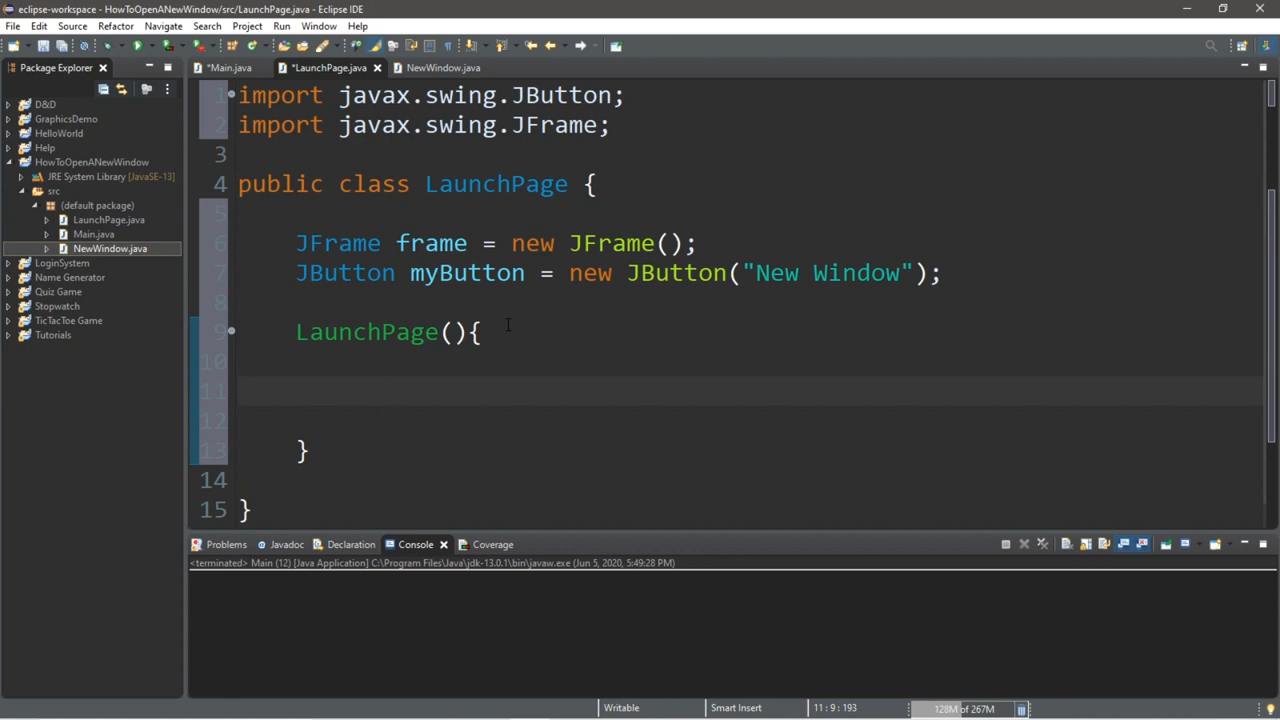 eclipse-workspace - HowToOpenANewWindow/src/LaunchPage.java - Eclipse IDE
File Edit Source Refactor Navigate Search Project Run Window Help
Package Explorer
*Main.java *LaunchPage.java NewWindow.java
D&D
GraphicsDemo
HelloWorld
Help
HowToOpenANewWindow
JRE System Library [JavaSE-13]
src
(default package)
LaunchPage.java
Main.java
NewWindow.java
LoginSystem
Name Generator
Quiz Game
Stopwatch
TicTacToe Game
Tutorials
1 import javax.swing.JButton;
2 import javax.swing.JFrame;
3
4 public class LaunchPage {
5
6 JFrame frame = new JFrame();
7 JButton myButton = new JButton("New Window");
8
9 LaunchPage(){
10
11
12
13 }
14
15 }
Problems Javadoc Declaration Console Coverage
<terminated> Main (12) [Java Application] C:\Program Files\Java\jdk-13.0.1\bin\javaw.exe (Jun 5, 2020, 5:49:28 PM)
Writable Smart Insert 11 : 9 : 193 128M of 267M